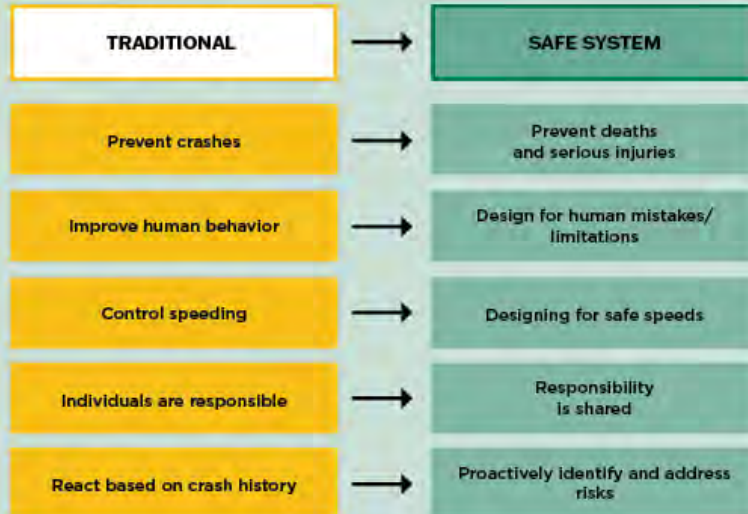 TRADITIONAL
SAFE SYSTEM
Prevent crashes
Prevent deaths
and serious injuries
Improve human behavior
Design for human mistakes/
limitations
Control speeding
Designing for safe speeds
Individuals are responsible
Responsibility
is shared
React based on crash history
Proactively identify and address
risks